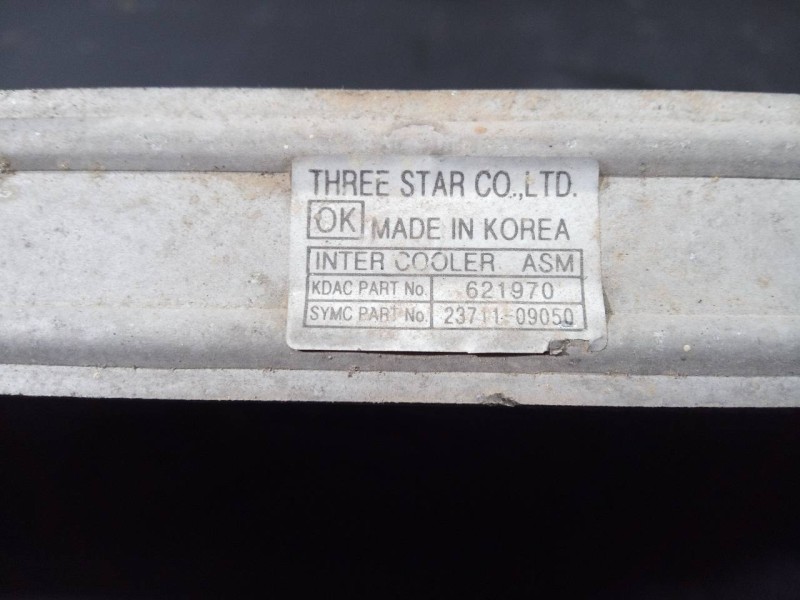 THREE STAR CO.,LTD.
OK MADE IN KOREA
INTER COOLER ASM
KDAC PART No. 621970
SYMC PART No. 23711-09050